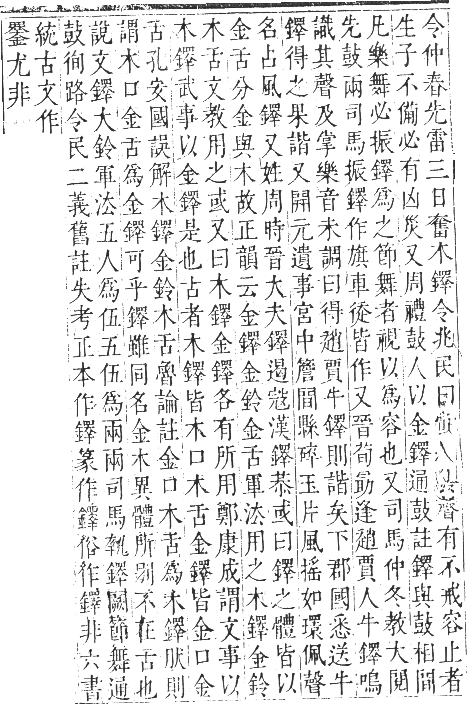 令仲春先雷三日奮木鐸令兆民曰雷發聲有不戒容止者
生子不備必有凶災又周禮鼓人以金鐸通鼓註鐸與鼓相間
凡樂舞必振鐸為之節舞者視以為容也又司馬仲冬教大閱
先鼓兩司馬振鐸作旗車從皆作又晉荀勗逢趙賈人牛鐸鳴
識其聲及掌樂音未調曰得趙賈牛鐸則諧矣下郡國悉送牛
鐸得之果諧又開元遺事宮中簷間縣碎玉片風搖如環佩聲
名占風鐸又姓周時晉大夫鐸遏寇漢鐸恭或曰鐸之體皆以
金舌分金與木故正韻云金鐸金鈴金舌軍法用之木鐸金鈴
木舌文教用之或又曰木鐸金鐸各有所用鄭康成謂文事以
木鐸武事以金鐸是也古者木鐸皆木口木舌金鐸皆金口金
舌孔安國誤解木鐸金鈴木舌魯論註金口木舌為木鐸肰則
謂木口金舌為金鐸可乎鐸雖同名金木異體所别不在舌也
說文鐸大鈴軍法五人為伍五伍為兩兩司馬執鐸闕節舞通
鼓徇路令民二義舊註失考正本作鐸篆作鐸俗作鐸非六書
統古文作
㘁尤非